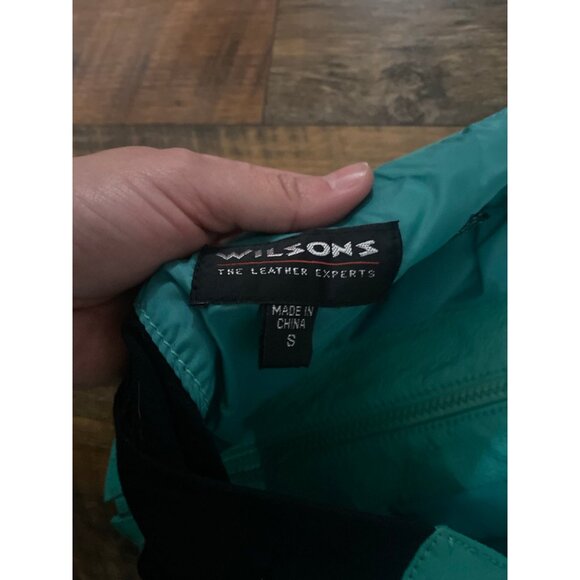 WILSONS
THE LEATHER EXPERTS
MADE IN
CHINA
S